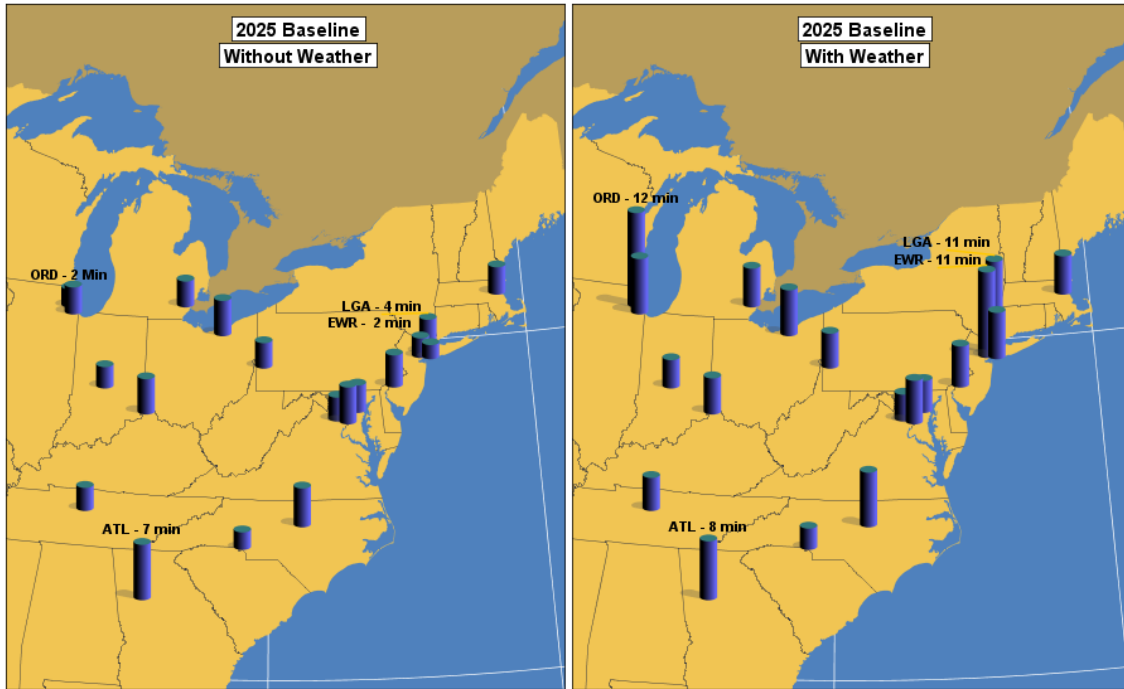 2025 Baseline
Without Weather
ORD - 2 Min
LGA - 4 min
EWR - 2 min
ATL - 7 min
2025 Baseline
With Weather
ORD - 12 min
LGA - 11 min
EWR - 11 min
ATL - 8 min